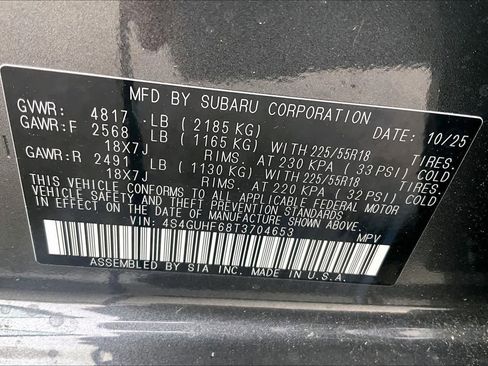 MFD BY SUBARU CORPORATION DATE 10/25
GVWR: 4817 LB (2185 KG)
GAWR:F 2568 LB (1165 KG) WITH 225/55R18 TIRES.
18X7J RIMS. AT 230 KPA (33 PSI) COLD
GAWR:R 2491 LB (1130 KG) WITH 225/55R18 TIRES.
18X7J RIMS. AT 220 KPA (32 PSI) COLD
THIS VEHICLE CONFORMS TO ALL APPLICABLE FEDERAL MOTOR
VEHICLE SAFETY AND THEFT PREVENTION STANDARDS
IN EFFECT ON THE DATE OF MANUFACTURE SHOWN ABOVE.
VIN: 4S4GUHF68T3704653 MPV
ASSEMBLED BY SIA INC. MADE IN U.S.A.